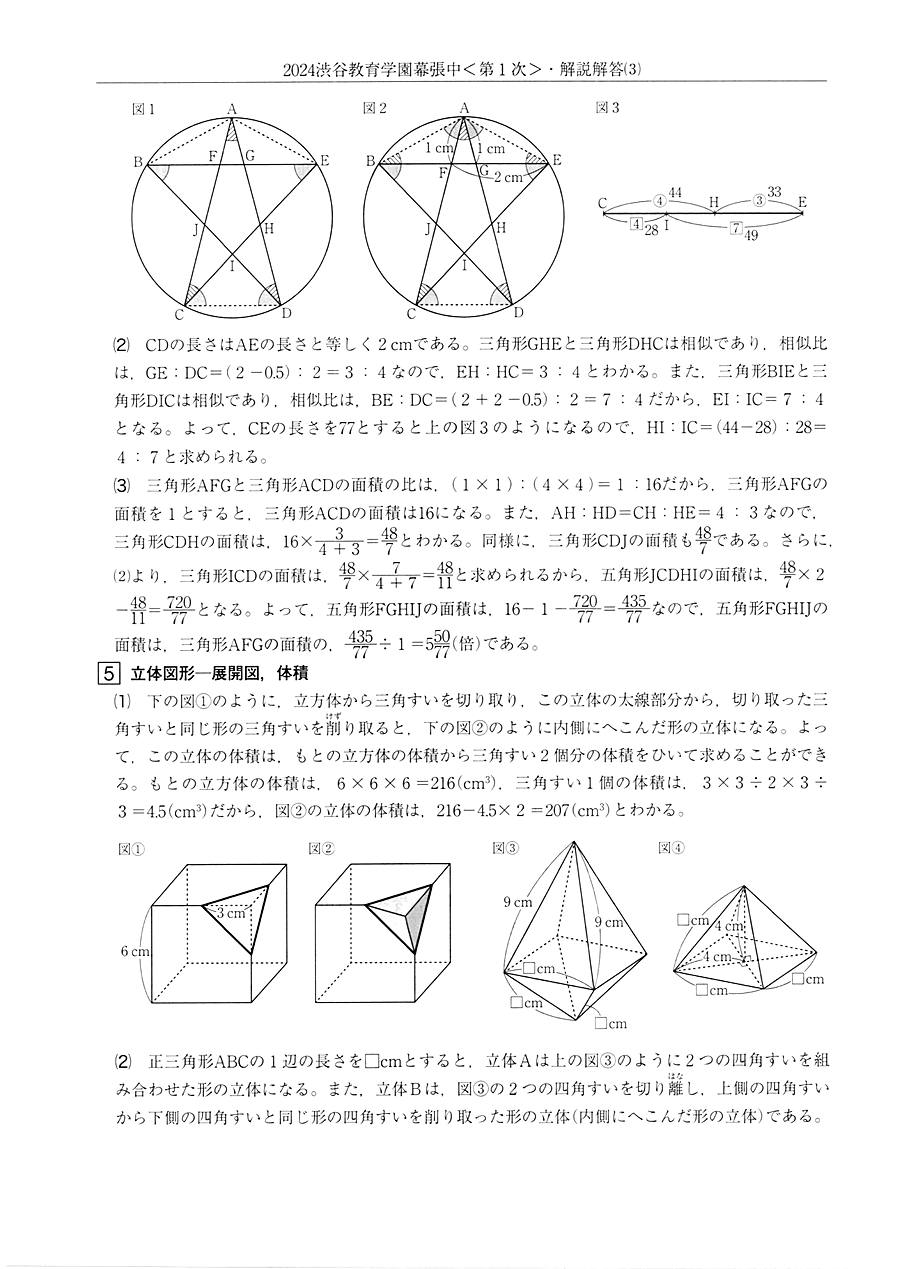 2024渋谷教育学園幕張中＜第1次＞・解説解答(3)
図1
A
B
F
G
E
J
H
I
C
D
図2
A
1cm
1cm
B
F
G
2cm
E
J
H
I
C
D
図3
44
33
C
④
H
③
E
4
28
I
7
49
(2) CDの長さはAEの長さと等しく2cmである。三角形GHEと三角形DHCは相似であり，相似比
は，GE：DC＝(2－0.5)：2＝3：4なので，EH：HC＝3：4とわかる。また，三角形BIEと三
角形DICは相似であり，相似比は，BE：DC＝(2＋2－0.5)：2＝7：4だから，EI：IC＝7：4
となる。よって，CEの長さを77とすると上の図3のようになるので，HI：IC＝(44－28)：28＝
4：7と求められる。
(3) 三角形AFGと三角形ACDの面積の比は，(1×1)：(4×4)＝1：16だから，三角形AFGの
面積を1とすると，三角形ACDの面積は16になる。また，AH：HD＝CH：HE＝4：3なので，
三角形CDHの面積は，16×3/(4＋3)＝48/7とわかる。同様に，三角形CDJの面積も48/7である。さらに，
(2)より，三角形ICDの面積は，48/7×7/(4＋7)＝48/11と求められるから，五角形JCDHIの面積は，48/7×2
－48/11＝720/77となる。よって，五角形FGHIJの面積は，16－1－720/77＝435/77なので，五角形FGHIJの
面積は，三角形AFGの面積の，435/77÷1＝5 50/77(倍)である。
5 立体図形―展開図，体積
(1) 下の図①のように，立方体から三角すいを切り取り，この立体の太線部分から，切り取った三
角すいと同じ形の三角すいを削り取ると，下の図②のように内側にへこんだ形の立体になる。よっ
けず
て，この立体の体積は，もとの立方体の体積から三角すい2個分の体積をひいて求めることができ
る。もとの立方体の体積は，6×6×6＝216(cm³)，三角すい1個の体積は，3×3÷2×3÷
3＝4.5(cm³)だから，図②の立体の体積は，216－4.5×2＝207(cm³)とわかる。
図①
3cm
6cm
図②
図③
9cm
9cm
□cm
□cm
□cm
図④
□cm
4cm
4cm
□cm
□cm
(2) 正三角形ABCの1辺の長さを□cmとすると，立体Aは上の図③のように2つの四角すいを組
み合わせた形の立体になる。また，立体Bは，図③の2つの四角すいを切り離し，上側の四角すい
はな
から下側の四角すいと同じ形の四角すいを削り取った形の立体(内側にへこんだ形の立体)である。